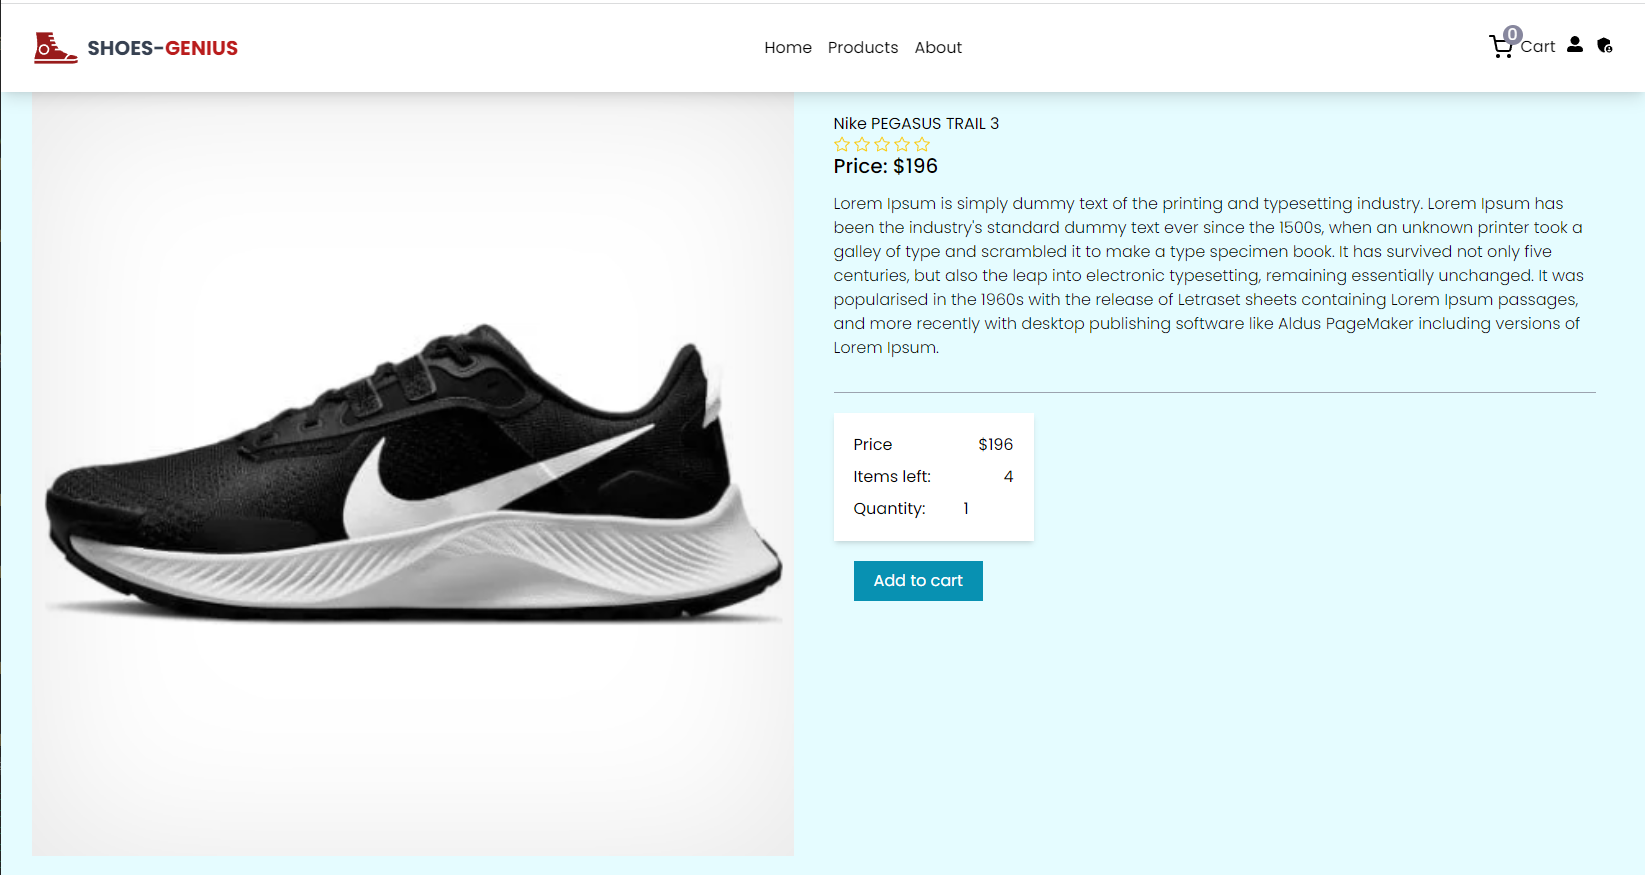 SHOES-GENIUS
Home Products About
0
Cart
Nike PEGASUS TRAIL 3
Price: $196
Lorem Ipsum is simply dummy text of the printing and typesetting industry. Lorem Ipsum has
been the industry's standard dummy text ever since the 1500s, when an unknown printer took a
galley of type and scrambled it to make a type specimen book. It has survived not only five
centuries, but also the leap into electronic typesetting, remaining essentially unchanged. It was
popularised in the 1960s with the release of Letraset sheets containing Lorem Ipsum passages,
and more recently with desktop publishing software like Aldus PageMaker including versions of
Lorem Ipsum.
Price $196
Items left: 4
Quantity: 1
Add to cart